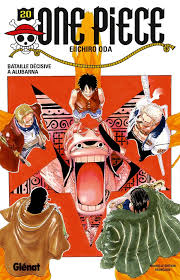 20
ONE PIECE
EIICHIRO ODA
BATAILLE DÉCISIVE
À ALUBARNA
Glénat